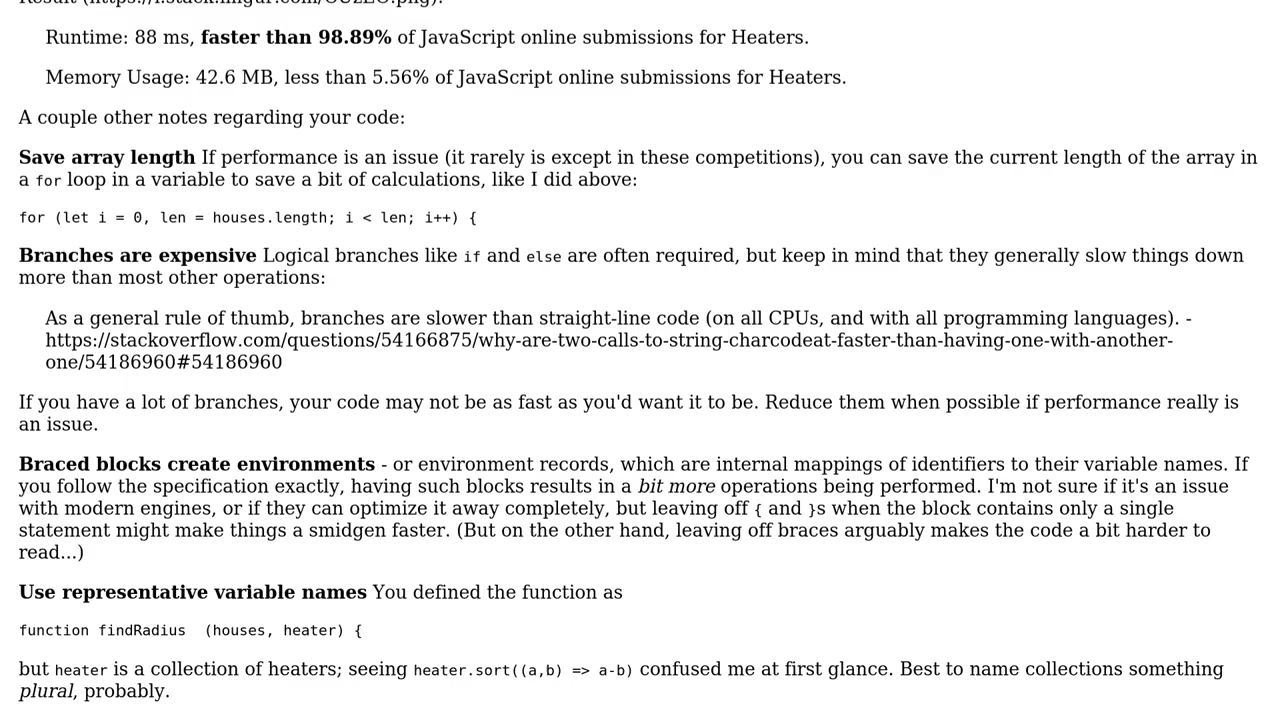 Runtime: 88 ms, faster than 98.89% of JavaScript online submissions for Heaters.
Memory Usage: 42.6 MB, less than 5.56% of JavaScript online submissions for Heaters.
A couple other notes regarding your code:
Save array length If performance is an issue (it rarely is except in these competitions), you can save the current length of the array in
a for loop in a variable to save a bit of calculations, like I did above:
for (let i = 0, len = houses.length; i < len; i++) {
Branches are expensive Logical branches like if and else are often required, but keep in mind that they generally slow things down
more than most other operations:
As a general rule of thumb, branches are slower than straight-line code (on all CPUs, and with all programming languages). -
https://stackoverflow.com/questions/54166875/why-are-two-calls-to-string-charcodeat-faster-than-having-one-with-another-
one/54186960#54186960
If you have a lot of branches, your code may not be as fast as you'd want it to be. Reduce them when possible if performance really is
an issue.
Braced blocks create environments - or environment records, which are internal mappings of identifiers to their variable names. If
you follow the specification exactly, having such blocks results in a bit more operations being performed. I'm not sure if it's an issue
with modern engines, or if they can optimize it away completely, but leaving off { and }s when the block contains only a single
statement might make things a smidgen faster. (But on the other hand, leaving off braces arguably makes the code a bit harder to
read...)
Use representative variable names You defined the function as
function findRadius  (houses, heater) {
but heater is a collection of heaters; seeing heater.sort((a,b) => a-b) confused me at first glance. Best to name collections something
plural, probably.